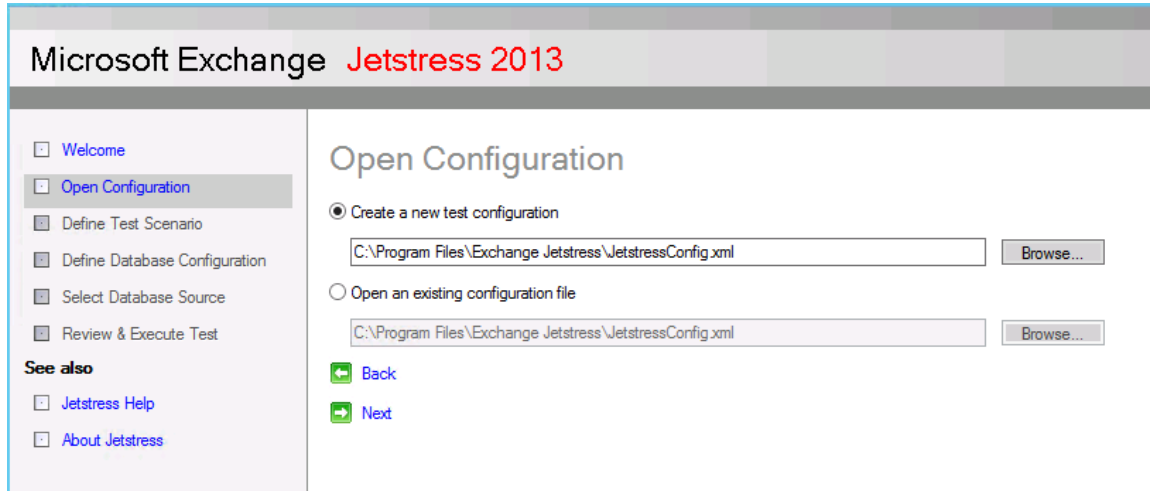 Microsoft Exchange Jetstress 2013
Welcome
Open Configuration
Define Test Scenario
Define Database Configuration
Select Database Source
Review & Execute Test
See also
Jetstress Help
About Jetstress
Open Configuration
Create a new test configuration
C:\Program Files\Exchange Jetstress\JetstressConfig.xml
Browse...
Open an existing configuration file
C:\Program Files\Exchange Jetstress\JetstressConfig.xml
Browse...
Back
Next